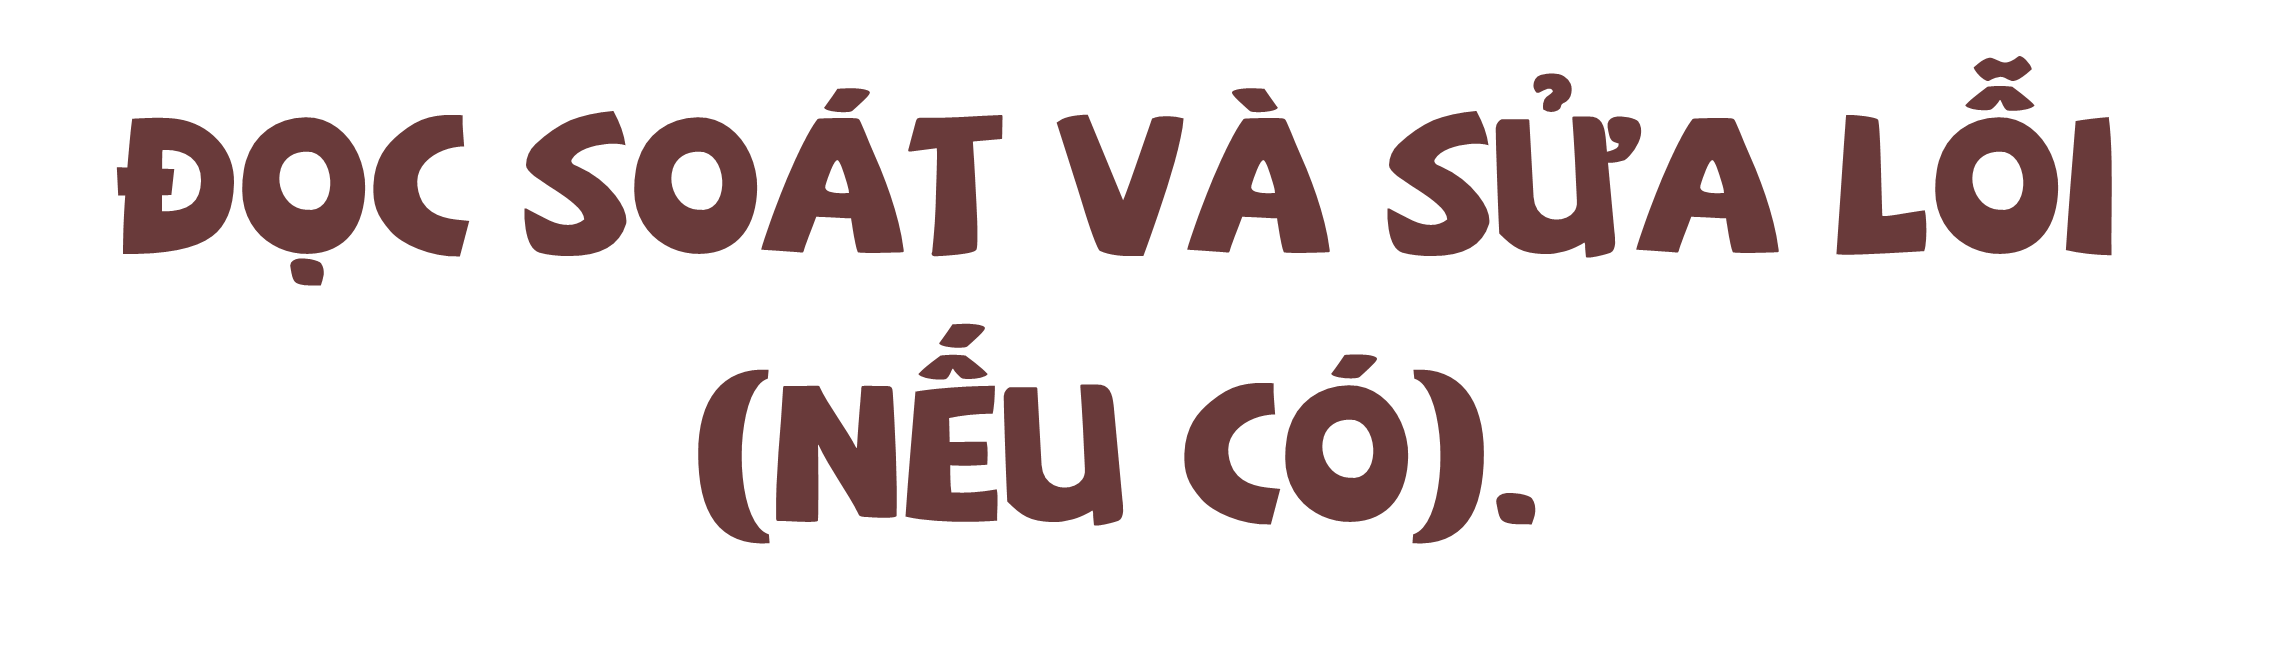 ĐỌC SOÁT VÀ SỬA LỖI
(NẾU CÓ).